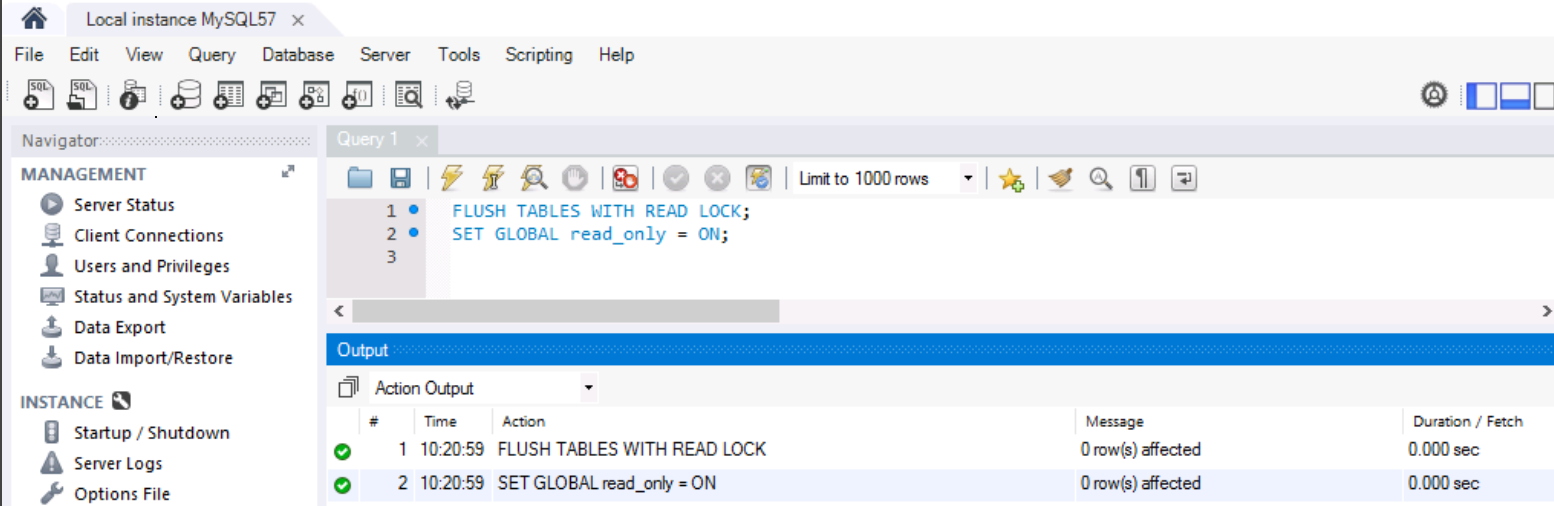 Local instance MySQL57
File Edit View Query Database Server Tools Scripting Help
SQL SQL
Navigator
MANAGEMENT
Server Status
Client Connections
Users and Privileges
Status and System Variables
Data Export
Data Import/Restore
INSTANCE
Startup / Shutdown
Server Logs
Options File
Query 1
Limit to 1000 rows
1 FLUSH TABLES WITH READ LOCK;
2 SET GLOBAL read_only = ON;
3
Output
Action Output
# Time Action Message Duration / Fetch
1 10:20:59 FLUSH TABLES WITH READ LOCK 0 row(s) affected 0.000 sec
2 10:20:59 SET GLOBAL read_only = ON 0 row(s) affected 0.000 sec